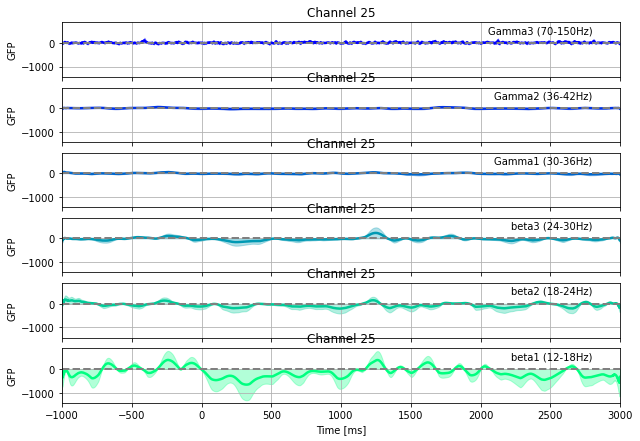 Channel 25
Gamma3 (70-150Hz)
GFP
0
−1000
Channel 25
Gamma2 (36-42Hz)
GFP
0
−1000
Channel 25
Gamma1 (30-36Hz)
GFP
0
−1000
Channel 25
beta3 (24-30Hz)
GFP
0
−1000
Channel 25
beta2 (18-24Hz)
GFP
0
−1000
Channel 25
beta1 (12-18Hz)
GFP
0
−1000
−1000 −500 0 500 1000 1500 2000 2500 3000
Time [ms]